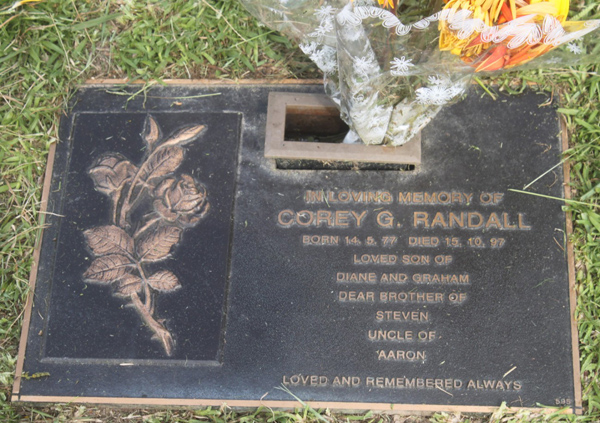 IN LOVING MEMORY OF
COREY G. RANDALL
BORN 14. 5. 77 DIED 15. 10. 97
LOVED SON OF
DIANE AND GRAHAM
DEAR BROTHER OF
STEVEN
UNCLE OF
AARON
LOVED AND REMEMBERED ALWAYS